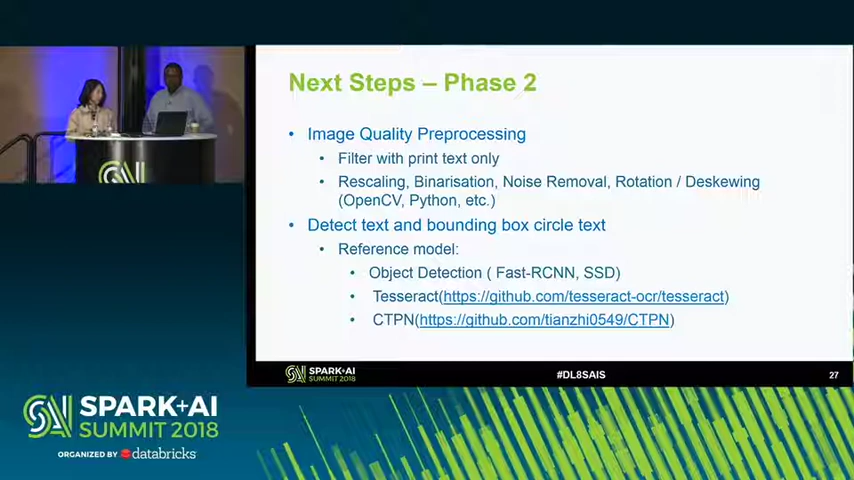 Next Steps – Phase 2
• Image Quality Preprocessing
• Filter with print text only
• Rescaling, Binarisation, Noise Removal, Rotation / Deskewing
(OpenCV, Python, etc.)
• Detect text and bounding box circle text
• Reference model:
• Object Detection ( Fast-RCNN, SSD)
• Tesseract(https://github.com/tesseract-ocr/tesseract)
• CTPN(https://github.com/tianzhi0549/CTPN)
SPARK+AI
SUMMIT 2018
#DL8SAIS
27
SPARK+AI
SUMMIT 2018
ORGANIZED BY databricks